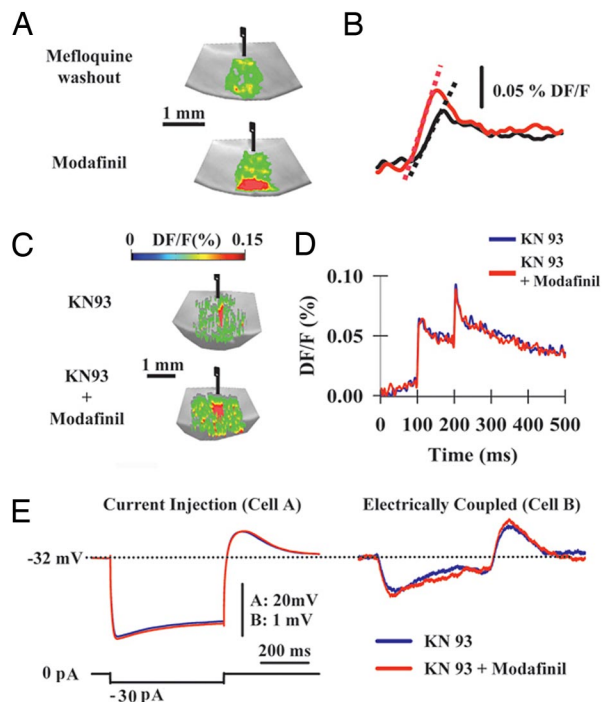 A
Mefloquine
washout
1 mm
Modafinil
B
0.05 % DF/F
C
0 DF/F(%) 0.15
KN93
1 mm
KN93
+
Modafinil
D
KN 93
KN 93
+ Modafinil
DF/F (%)
0.10
0.05
0.00
0 100 200 300 400 500
Time (ms)
E
Current Injection (Cell A)
Electrically Coupled (Cell B)
-32 mV
A: 20mV
B: 1 mV
200 ms
0 pA
-30 pA
KN 93
KN 93 + Modafinil